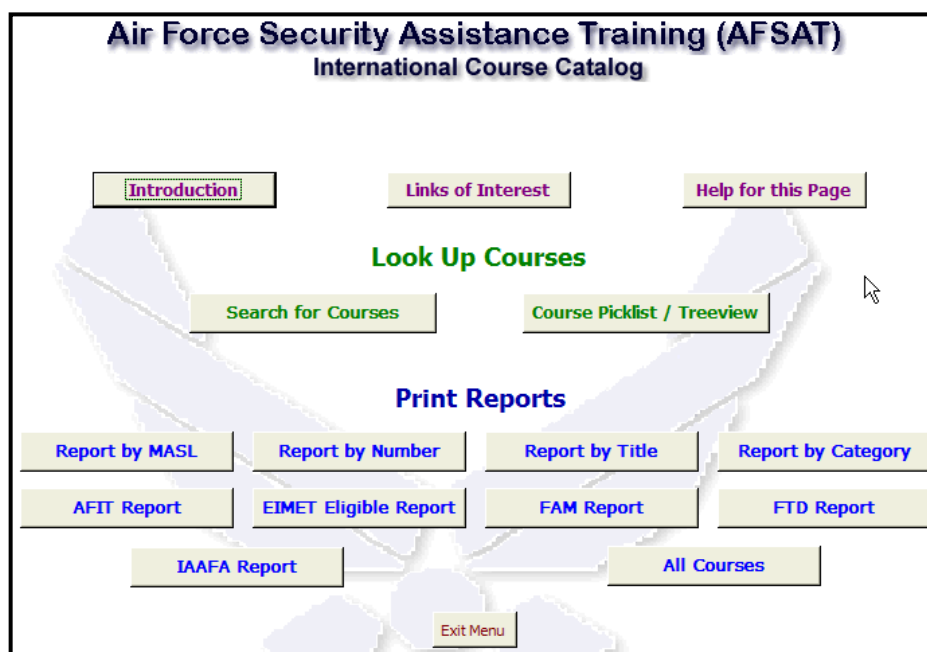 Air Force Security Assistance Training (AFSAT)
International Course Catalog
Introduction Links of Interest Help for this Page
Look Up Courses
Search for Courses Course Picklist / Treeview
Print Reports
Report by MASL Report by Number Report by Title Report by Category
AFIT Report EIMET Eligible Report FAM Report FTD Report
IAAFA Report All Courses
Exit Menu